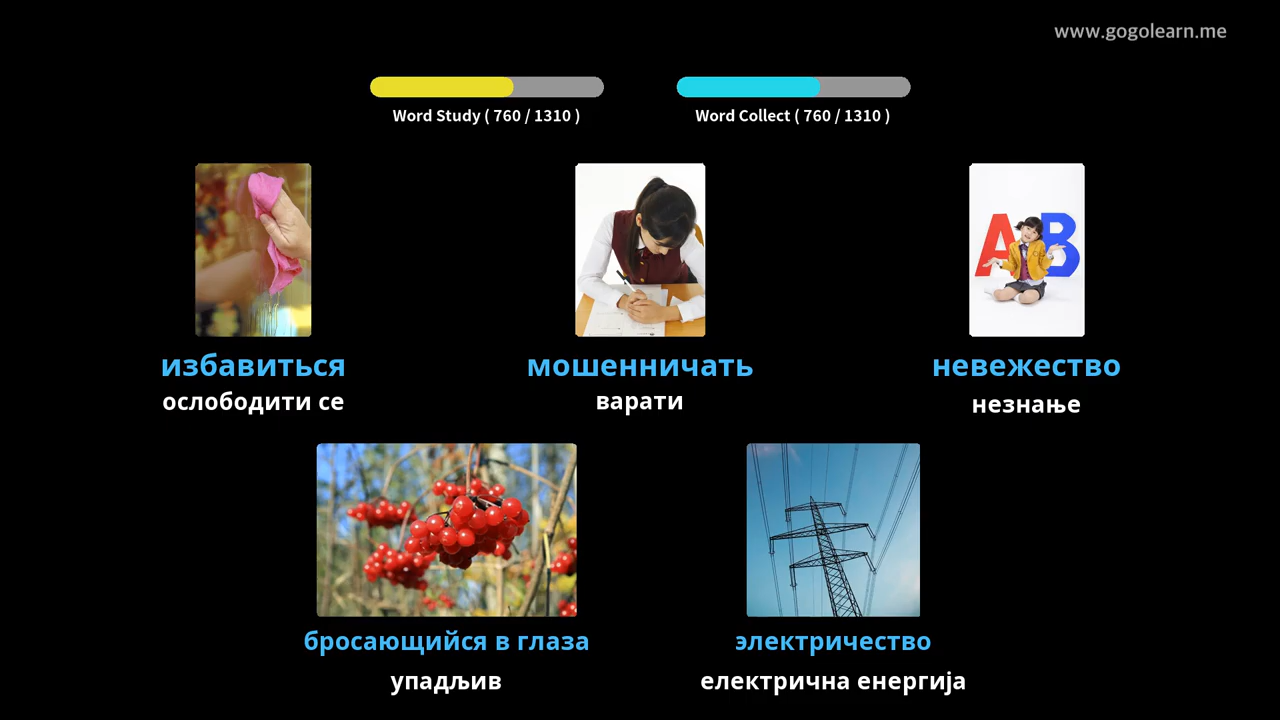 www.gogolearn.me
Word Study ( 760 / 1310 )
Word Collect ( 760 / 1310 )
избавиться
ослободити се
мошенничать
варати
невежество
незнање
бросающийся в глаза
упадљив
электричество
електрична енергија